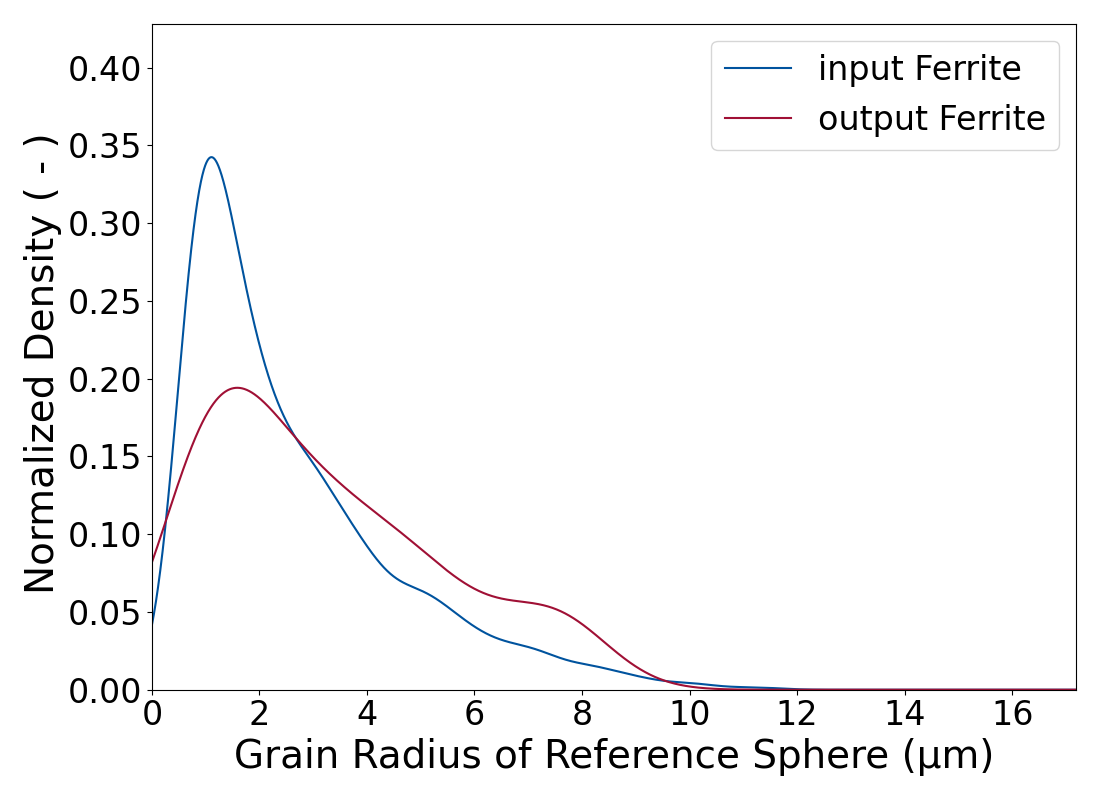 Normalized Density ( - )
0.40
0.35
0.30
0.25
0.20
0.15
0.10
0.05
0.00
input Ferrite
output Ferrite
0 2 4 6 8 10 12 14 16
Grain Radius of Reference Sphere (μm)